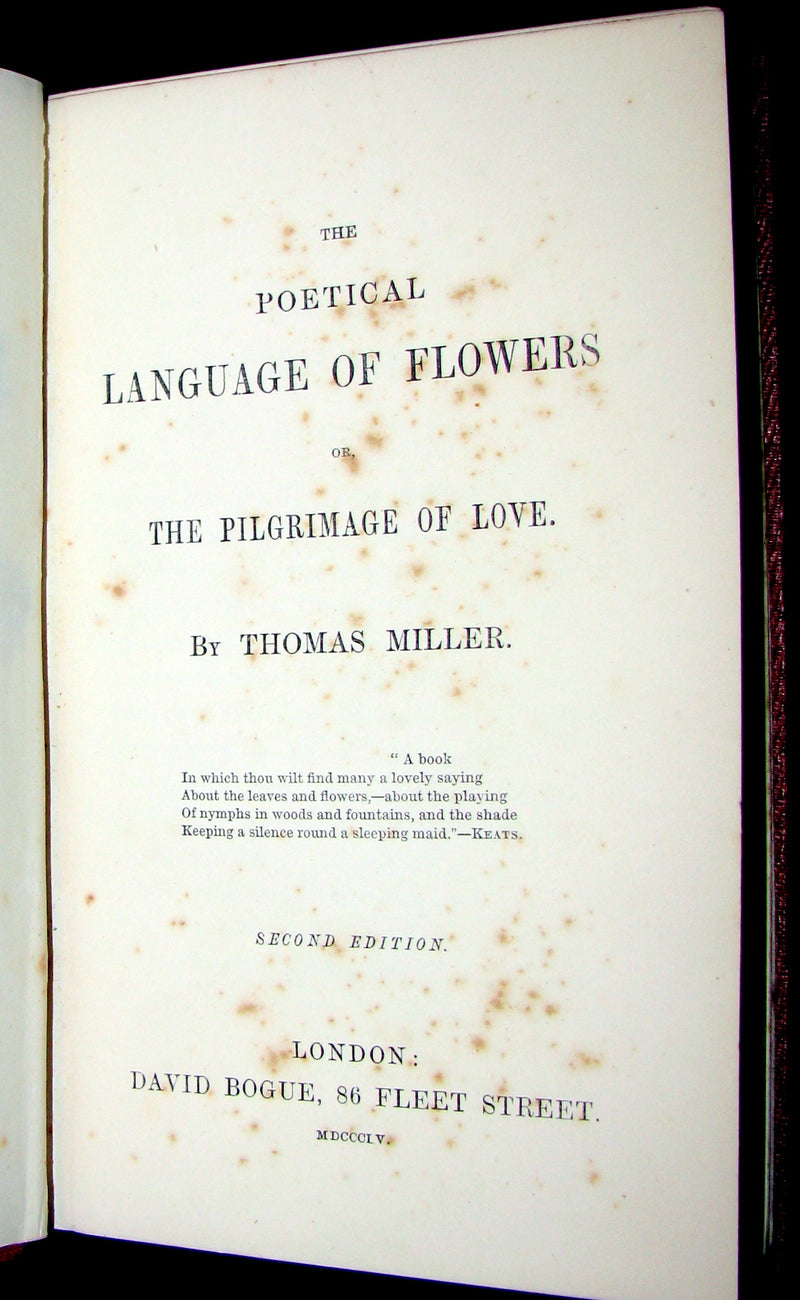 THE
POETICAL
LANGUAGE OF FLOWERS
OR,
THE PILGRIMAGE OF LOVE.
BY THOMAS MILLER.
“ A book
In which thou wilt find many a lovely saying
About the leaves and flowers,—about the playing
Of nymphs in woods and fountains, and the shade
Keeping a silence round a sleeping maid.”—KEATS.
SECOND EDITION.
LONDON:
DAVID BOGUE, 86 FLEET STREET.
MDCCCLV.